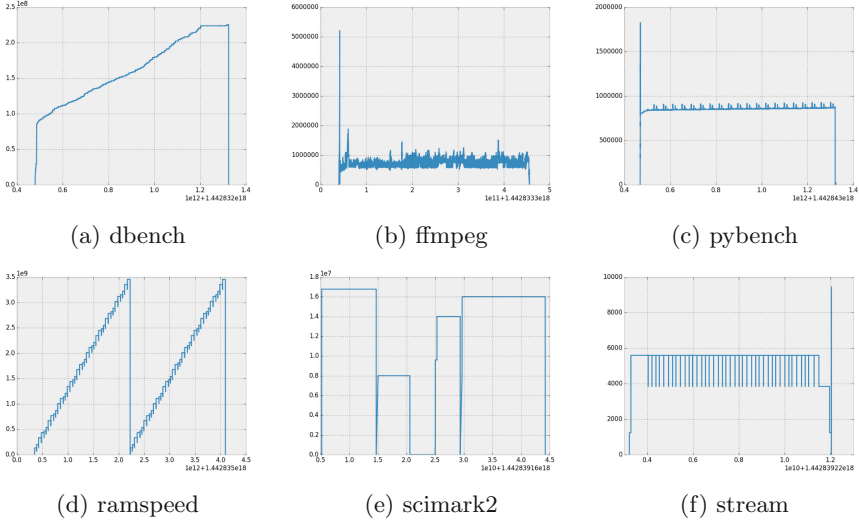 1e8
2.5
2.0
1.5
1.0
0.5
0.0
0.4 0.6 0.8 1.0 1.2 1.4
1e12+1.442832e18
(a) dbench
6000000
5000000
4000000
3000000
2000000
1000000
0
0 1 2 3 4 5
1e11+1.4428333e18
(b) ffmpeg
2000000
1500000
1000000
500000
0
0.4 0.6 0.8 1.0 1.2 1.4
1e12+1.442843e18
(c) pybench
1e9
3.5
3.0
2.5
2.0
1.5
1.0
0.5
0.0
0.0 0.5 1.0 1.5 2.0 2.5 3.0 3.5 4.0 4.5
1e12+1.442835e18
(d) ramspeed
1e7
1.8
1.6
1.4
1.2
1.0
0.8
0.6
0.4
0.2
0.0
0.5 1.0 1.5 2.0 2.5 3.0 3.5 4.0 4.5
1e10+1.44283916e18
(e) scimark2
10000
8000
6000
4000
2000
0
0.4 0.6 0.8 1.0 1.2
1e10+1.44283922e18
(f) stream